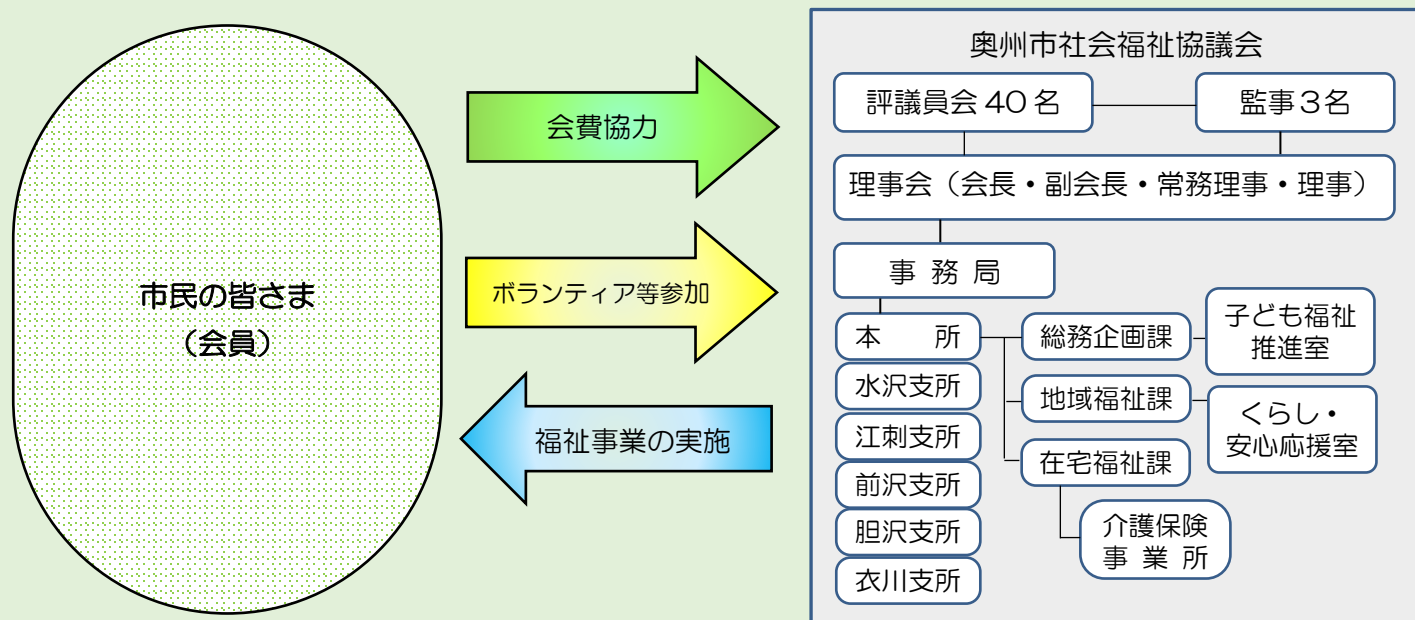 市民の皆さま
（会員）
会費協力
ボランティア等参加
福祉事業の実施
奥州市社会福祉協議会
評議員会４０名
監事３名
理事会（会長・副会長・常務理事・理事）
事 務 局
本　　所
水沢支所
江刺支所
前沢支所
胆沢支所
衣川支所
総務企画課
地域福祉課
在宅福祉課
子ども福祉
推進室
くらし・
安心応援室
介護保険
事 業 所